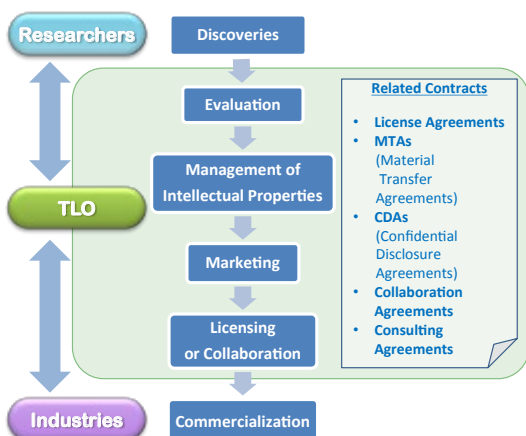 Researchers
TLO
Industries
Discoveries
Evaluation
Management of
Intellectual Properties
Marketing
Licensing
or Collaboration
Commercialization
Related Contracts
• License Agreements
• MTAs
(Material
Transfer
Agreements)
• CDAs
(Confidential
Disclosure
Agreements)
• Collaboration
Agreements
• Consulting
Agreements